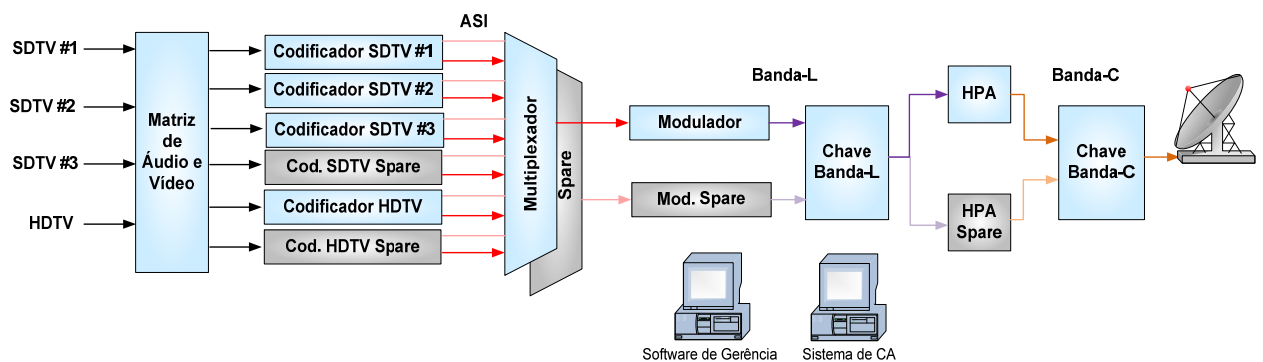 ASI
SDTV #1
SDTV #2
SDTV #3
HDTV
Matriz
de
Áudio e
Vídeo
Codificador SDTV #1
Codificador SDTV #2
Codificador SDTV #3
Cod. SDTV Spare
Codificador HDTV
Cod. HDTV Spare
Multiplexador
Spare
Modulador
Mod. Spare
Banda-L
Chave
Banda-L
HPA
HPA
Spare
Banda-C
Chave
Banda-C
Software de Gerência
Sistema de CA